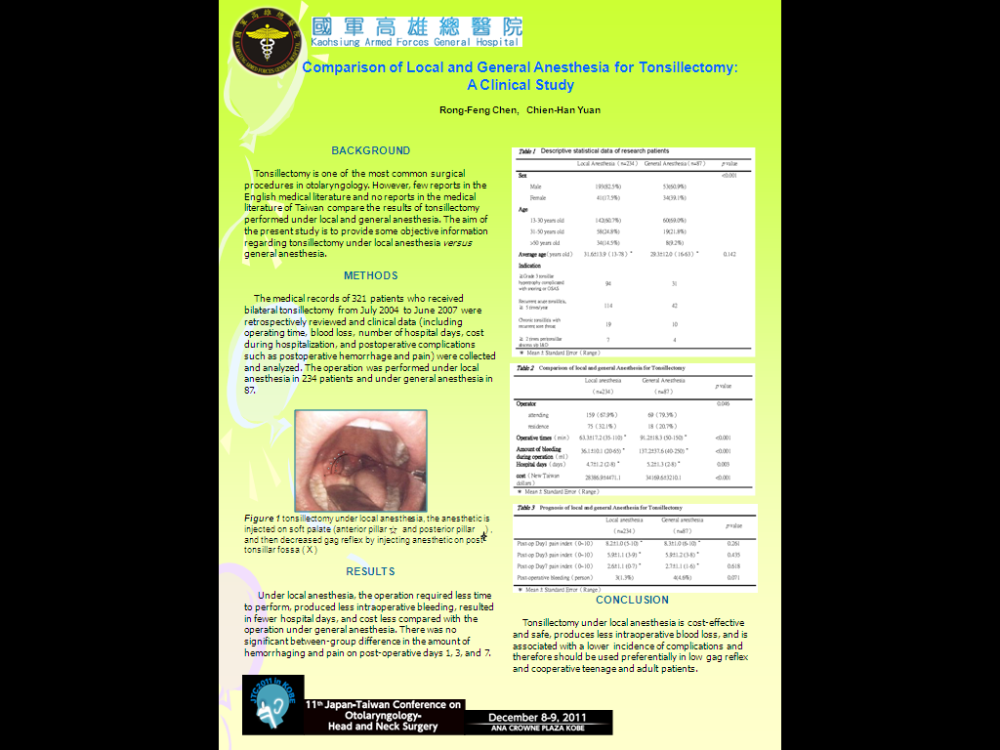 國軍高雄總醫院
Kaohsiung Armed Forces General Hospital
Comparison of Local and General Anesthesia for Tonsillectomy:
A Clinical Study
Rong-Feng Chen, Chien-Han Yuan
BACKGROUND
Tonsillectomy is one of the most common surgical
procedures in otolaryngology. However, few reports in the
English medical literature and no reports in the medical
literature of Taiwan compare the results of tonsillectomy
performed under local and general anesthesia. The aim of
the present study is to provide some objective information
regarding tonsillectomy under local anesthesia versus
general anesthesia.
METHODS
The medical records of 321 patients who received
bilateral tonsillectomy from July 2004 to June 2007 were
retrospectively reviewed and clinical data (including
operating time, blood loss, number of hospital days, cost
during hospitalization, and postoperative complications
such as postoperative hemorrhage and pain) were collected
and analyzed. The operation was performed under local
anesthesia in 234 patients and under general anesthesia in
87.
Figure 1 tonsillectomy under local anesthesia, the anesthetic is
injected on soft palate (anterior pillar ☆ and posterior pillar ★),
and then decreased gag reflex by injecting anesthetic on post
tonsillar fossa ( X )
RESULTS
Under local anesthesia, the operation required less time
to perform, produced less intraoperative bleeding, resulted
in fewer hospital days, and cost less compared with the
operation under general anesthesia. There was no
significant between-group difference in the amount of
hemorrhaging and pain on post-operative days 1, 3, and 7.
Table 1 Descriptive statistical data of research patients
Local Anesthesia (n=234) General Anesthesia (n=87) p value
Sex <0.001
Male 193(82.5%) 53(60.9%)
Female 41(17.5%) 34(39.1%)
Age
13-30 years old 142(60.7%) 60(69.0%)
31-50 years old 58(24.8%) 19(21.8%)
>50 years old 34(14.5%) 8(9.2%)
Average age (years old) 31.6±13.9 (13-78) * 29.3±12.0 (16-63) * 0.142
Indication
≧Grade 3 tonsillar
hypertrophy complicated
with snoring or OSAS 94 31
Recurrent acute tonsillitis,
≧ 5 times/year 114 42
Chronic tonsillitis with
recurrent sore throat 19 10
≧ 2 times peritonsillar
abscess s/p I&D 7 4
* Mean ± Standard Error (Range)
Table 2 Comparison of local and general Anesthesia for Tonsillectomy
Local anesthesia General Anesthesia p value
(n=234) (n=87)
Operator 0.046
attending 159 (67.9%) 69 (79.3%)
residence 75 (32.1%) 18 (20.7%)
Operative times (min) 63.3±17.2 (35-110) * 91.2±18.3 (50-150) * <0.001
Amount of bleeding
during operation (ml) 36.1±10.1 (20-65) * 137.2±37.6 (40-250) * <0.001
Hospital days (days) 4.7±1.2 (2-8) * 5.2±1.3 (2-8) * 0.003
cost (New Taiwan
dollars) 28386.9±4471.1 34169.6±3210.1 <0.001
* Mean ± Standard Error (Range)
Table 3 Prognosis of local and general Anesthesia for Tonsillectomy
Local anesthesia General anesthesia p value
(n=234) (n=87)
Post-op Day1 pain index (0~10) 8.2±1.0 (5-10) * 8.3±1.0 (6-10) * 0.261
Post-op Day3 pain index (0~10) 5.9±1.1 (3-9) * 5.9±1.2 (3-8) * 0.435
Post-op Day7 pain index (0~10) 2.6±1.1 (0-7) * 2.7±1.1 (1-6) * 0.618
Post-operative Bleeding (person) 3(1.3%) 4(4.6%) 0.071
* Mean ± Standard Error (Range)
CONCLUSION
Tonsillectomy under local anesthesia is cost-effective
and safe, produces less intraoperative blood loss, and is
associated with a lower incidence of complications and
therefore should be used preferentially in low gag reflex
and cooperative teenage and adult patients.
JTC2011 in KOBE
11th Japan-Taiwan Conference on
Otolaryngology-
Head and Neck Surgery
December 8-9, 2011
ANA CROWNE PLAZA KOBE